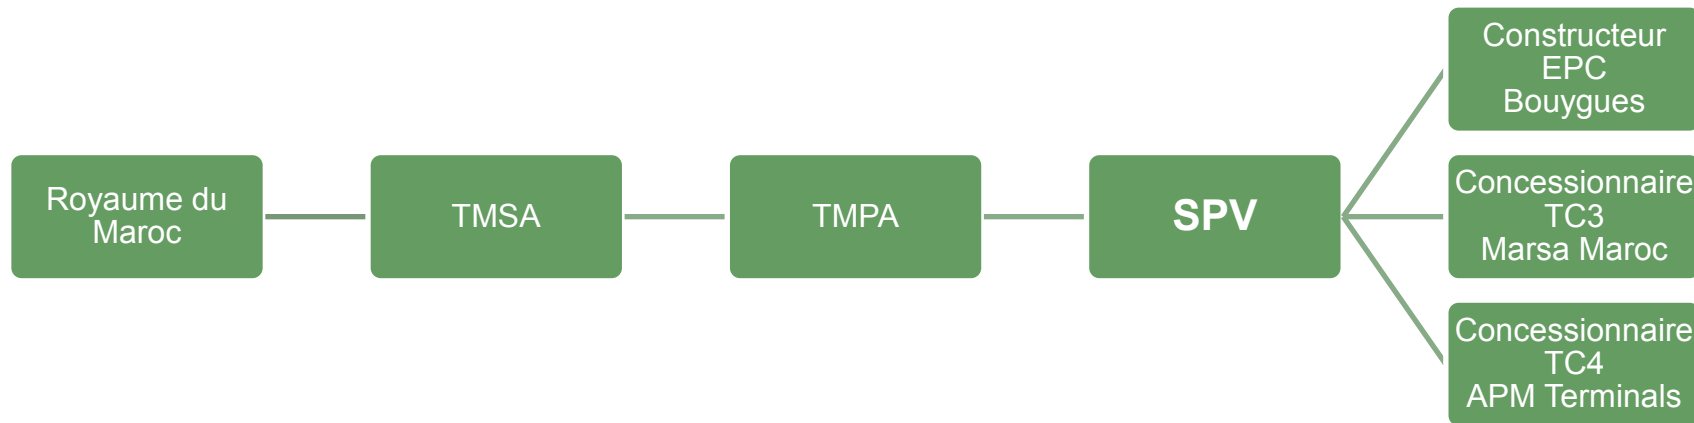 Royaume du
Maroc
TMSA
TMPA
SPV
Constructeur
EPC
Bouygues
Concessionnaire
TC3
Marsa Maroc
Concessionnaire
TC4
APM Terminals